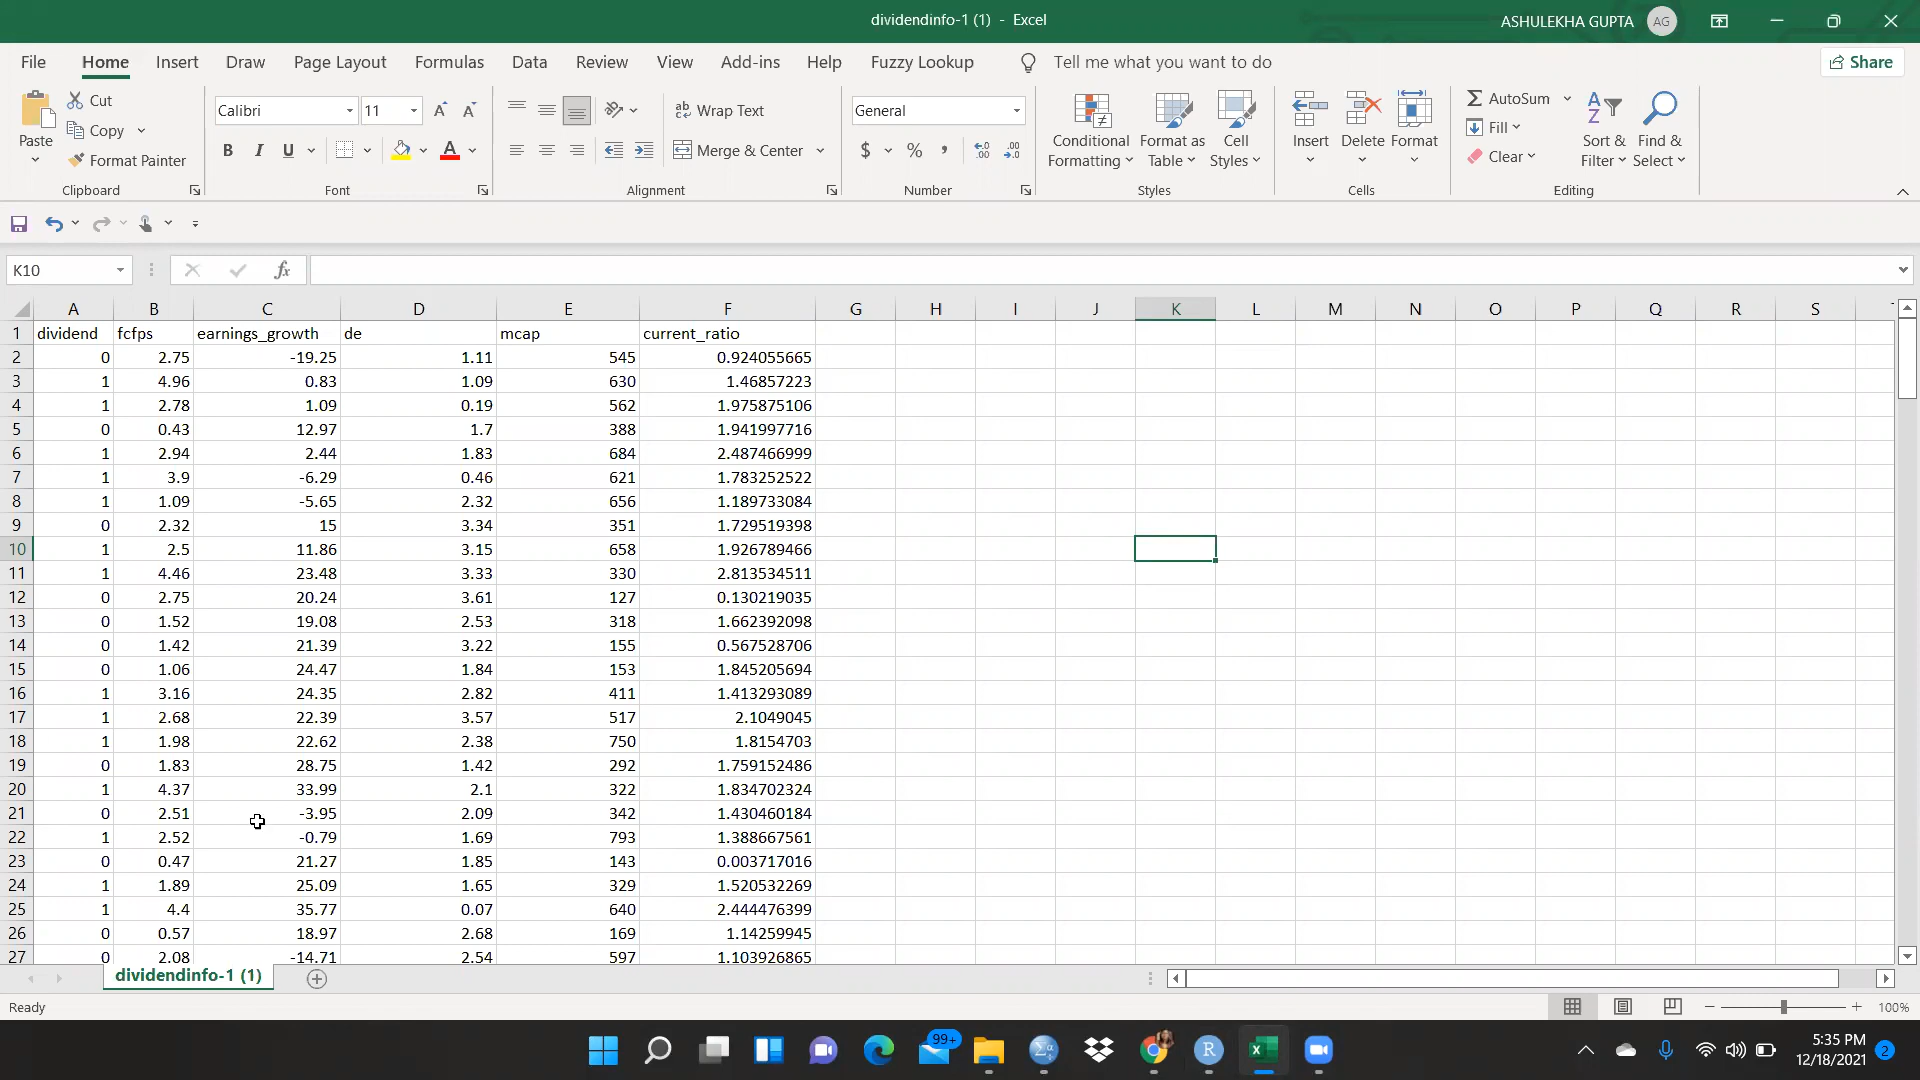 dividendinfo-1 (1) - Excel
ASHULEKHA GUPTA AG
File Home Insert Draw Page Layout Formulas Data Review View Add-ins Help Fuzzy Lookup Tell me what you want to do Share
Paste
Cut
Copy
Format Painter
Clipboard
Calibri 11
B I U
Font
Wrap Text
Merge & Center
Alignment
General
$ %
Number
Conditional Formatting
Format as Table
Cell Styles
Styles
Insert
Delete
Format
Cells
AutoSum
Fill
Clear
Sort & Filter
Find & Select
Editing
K10 fx
A B C D E F G H I J K L M N O P Q R S
1 dividend fcfps earnings_growth de mcap current_ratio
2 0 2.75 -19.25 1.11 545 0.924055665
3 1 4.96 0.83 1.09 630 1.46857223
4 1 2.78 1.09 0.19 562 1.975875106
5 0 0.43 12.97 1.7 388 1.941997716
6 1 2.94 2.44 1.83 684 2.487466999
7 1 3.9 -6.29 0.46 621 1.783252522
8 1 1.09 -5.65 2.32 656 1.189733084
9 0 2.32 15 3.34 351 1.729519398
10 1 2.5 11.86 3.15 658 1.926789466
11 1 4.46 23.48 3.33 330 2.813534511
12 0 2.75 20.24 3.61 127 0.130219035
13 0 1.52 19.08 2.53 318 1.662392098
14 0 1.42 21.39 3.22 155 0.567528706
15 0 1.06 24.47 1.84 153 1.845205694
16 1 3.16 24.35 2.82 411 1.413293089
17 1 2.68 22.39 3.57 517 2.1049045
18 1 1.98 22.62 2.38 750 1.8154703
19 0 1.83 28.75 1.42 292 1.759152486
20 1 4.37 33.99 2.1 322 1.834702324
21 0 2.51 -3.95 2.09 342 1.430460184
22 1 2.52 -0.79 1.69 793 1.388667561
23 0 0.47 21.27 1.85 143 0.003717016
24 1 1.89 25.09 1.65 329 1.520532269
25 1 4.4 35.77 0.07 640 2.444476399
26 0 0.57 18.97 2.68 169 1.14259945
27 0 2.08 -14.71 2.54 597 1.103926865
dividendinfo-1 (1)
Ready
100%
99+
5:35 PM
12/18/2021 2